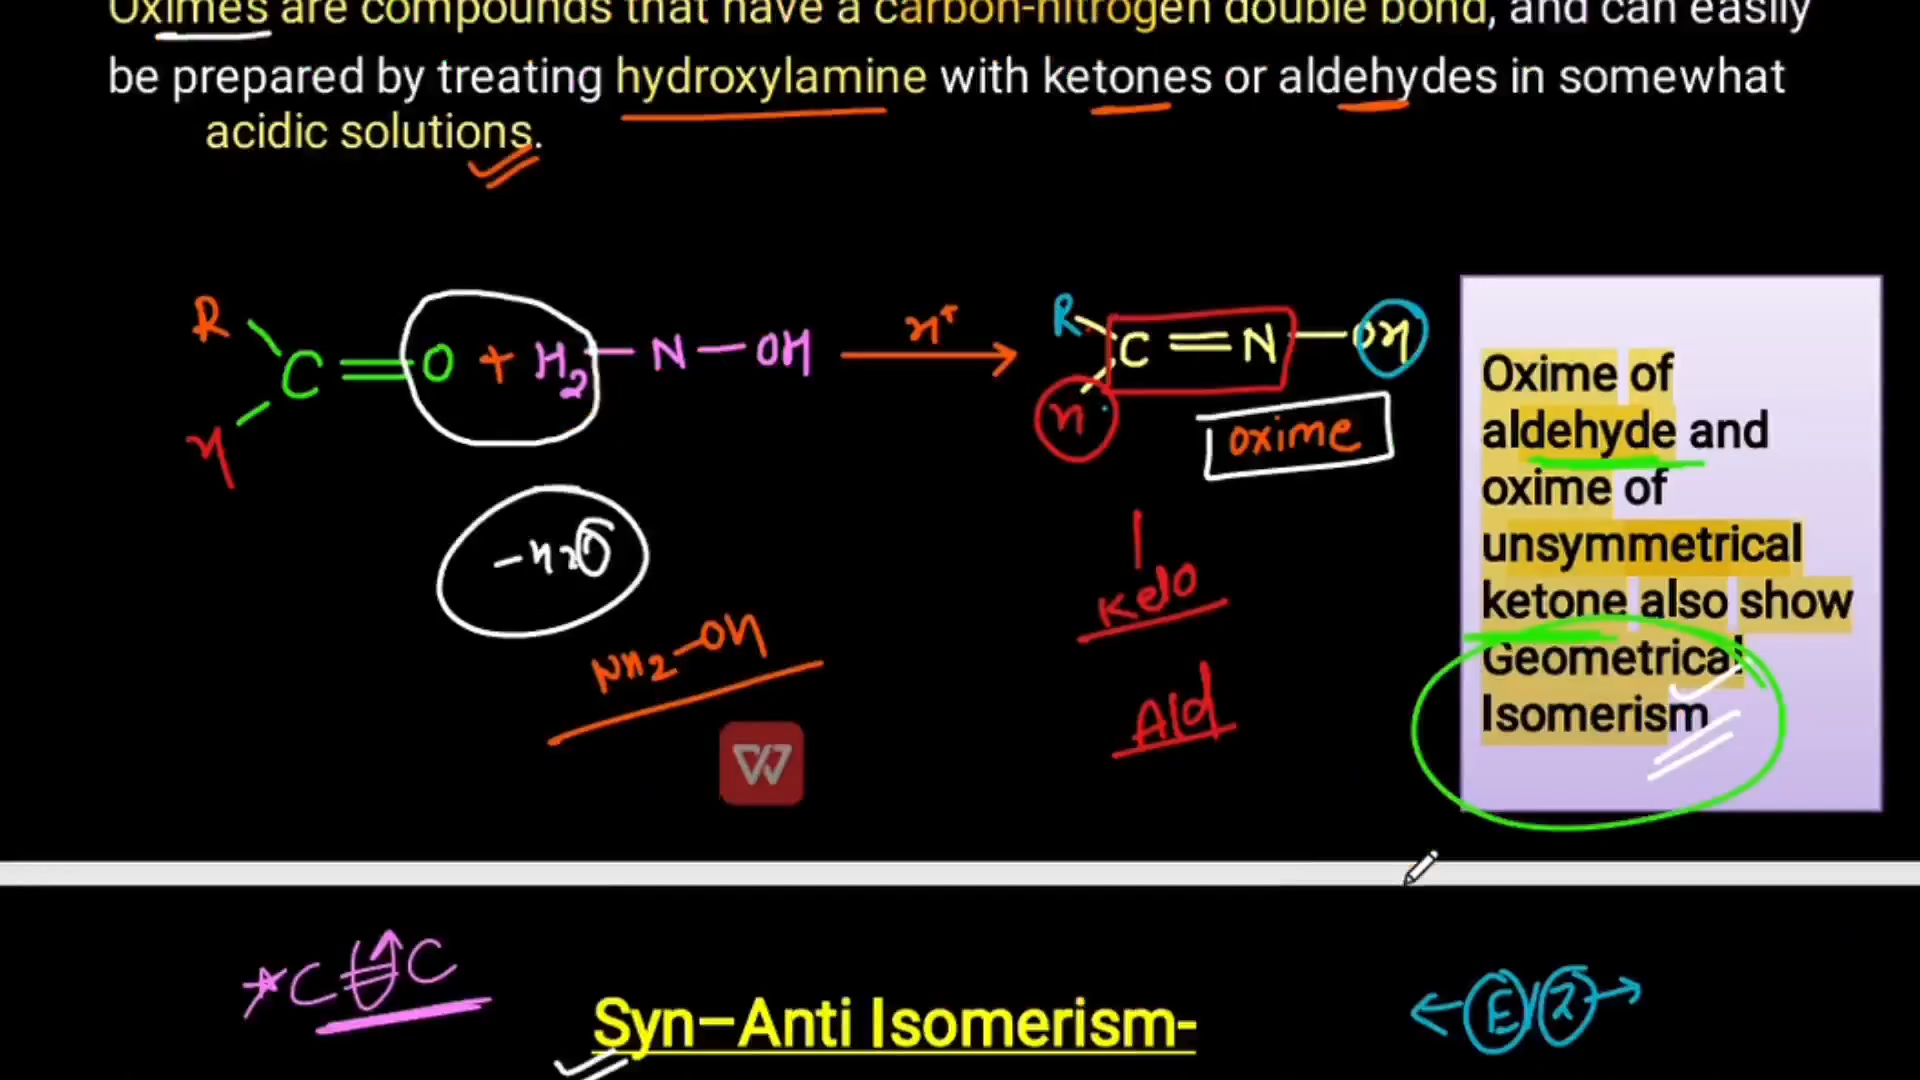 Oximes are compounds that have a carbon-nitrogen double bond, and can easily
be prepared by treating hydroxylamine with ketones or aldehydes in somewhat
acidic solutions.
R
C = O + H2 — N — OH
H
H+
R
C = N — OH
H
oxime
-H2O
NH2-OH
Keto
Ald
Oxime of
aldehyde and
oxime of
unsymmetrical
ketone also show
Geometrical
Isomerism
W
*C=C
E/Z
Syn–Anti Isomerism-